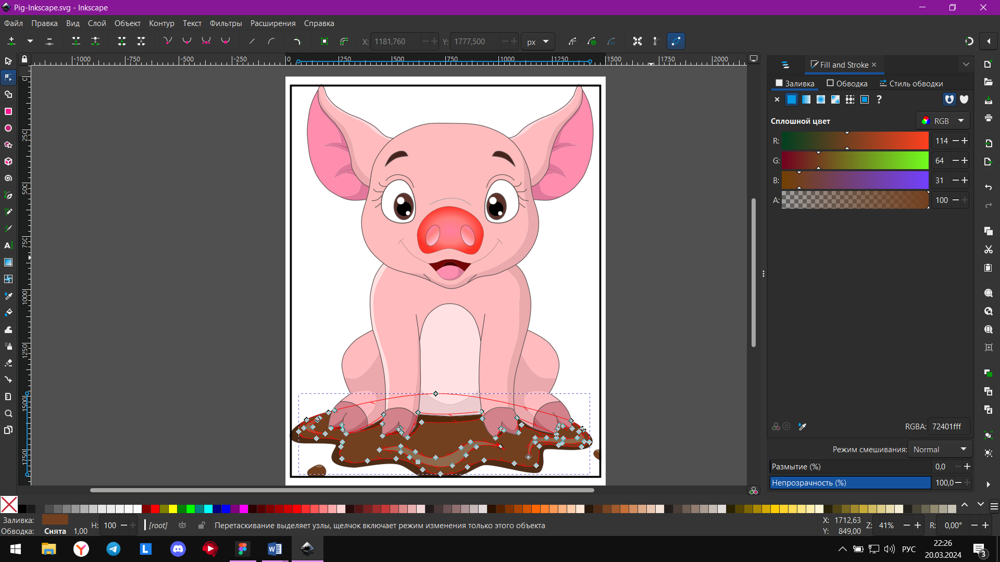 Pig-Inkscape.svg - Inkscape
Файл Правка Вид Слой Объект Контур Текст Фильтры Расширения Справка
X: 1181,760 Y: 1777,500 px
-1000 -750 -500 -250 0 250 500 750 1000 1250 1500 1750 2000
0
250
500
750
1000
1250
1500
1750
Fill and Stroke
Заливка Обводка Стиль обводки
?
Сплошной цвет RGB
R: 114
G: 64
B: 31
A: 100
RGBA: 72401fff
Режим смешивания: Normal
Размытие (%) 0,0
Непрозрачность (%) 100,0
Заливка:
Обводка: Снята 1,00
Н: 100
[root]
Перетаскивание выделяет узлы, щелчок включает режим изменения только этого объекта
X: 1712,63
Y: 849,00
Z: 41%
R: 0,00°
РУС
22:26
20.03.2024
3